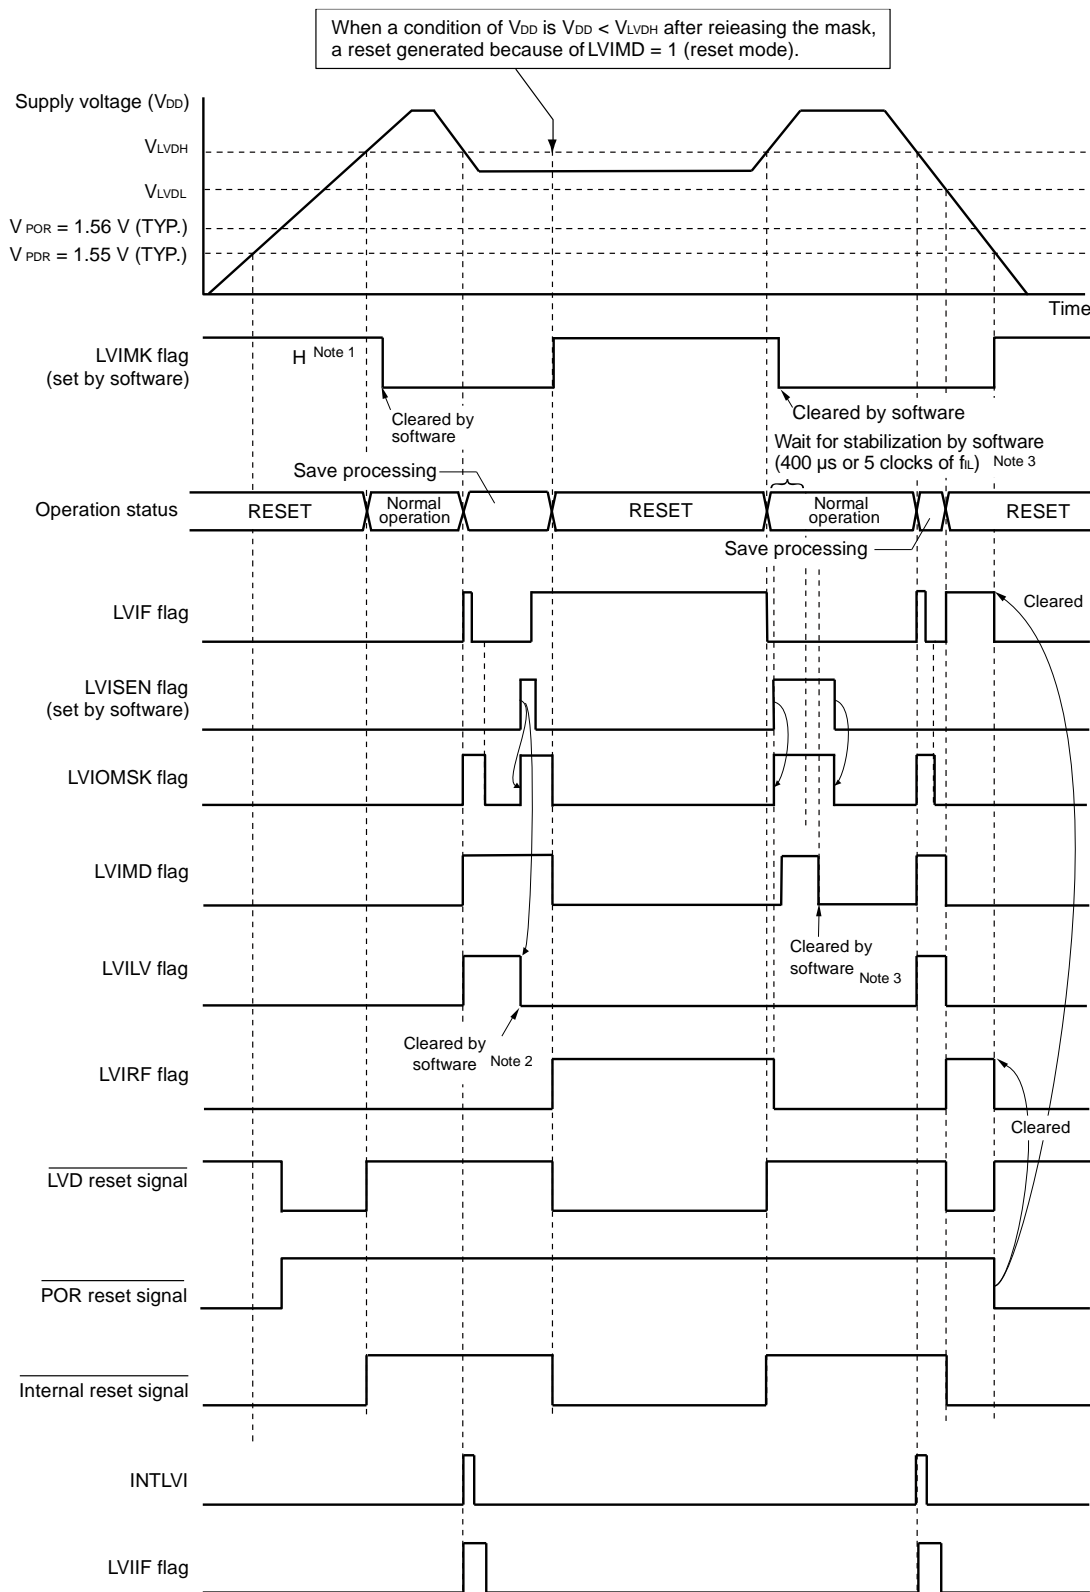 When a condition of VDD is VDD < VLVDH after reieasing the mask,
a reset generated because of LVIMD = 1 (reset mode).
Supply voltage (VDD)
VLVDH
VLVDL
V POR = 1.56 V (TYP.)
V PDR = 1.55 V (TYP.)
Time
LVIMK flag
(set by software)
H Note 1
Cleared by
software
Cleared by software
Wait for stabilization by software
(400 µs or 5 clocks of fIL) Note 3
Save processing
Operation status
RESET
Normal
operation
RESET
Normal
operation
RESET
Save processing
LVIF flag
Cleared
LVISEN flag
(set by software)
LVIOMSK flag
LVIMD flag
Cleared by
software Note 3
LVILV flag
Cleared by
software Note 2
LVIRF flag
Cleared
LVD reset signal
POR reset signal
Internal reset signal
INTLVI
LVIIF flag